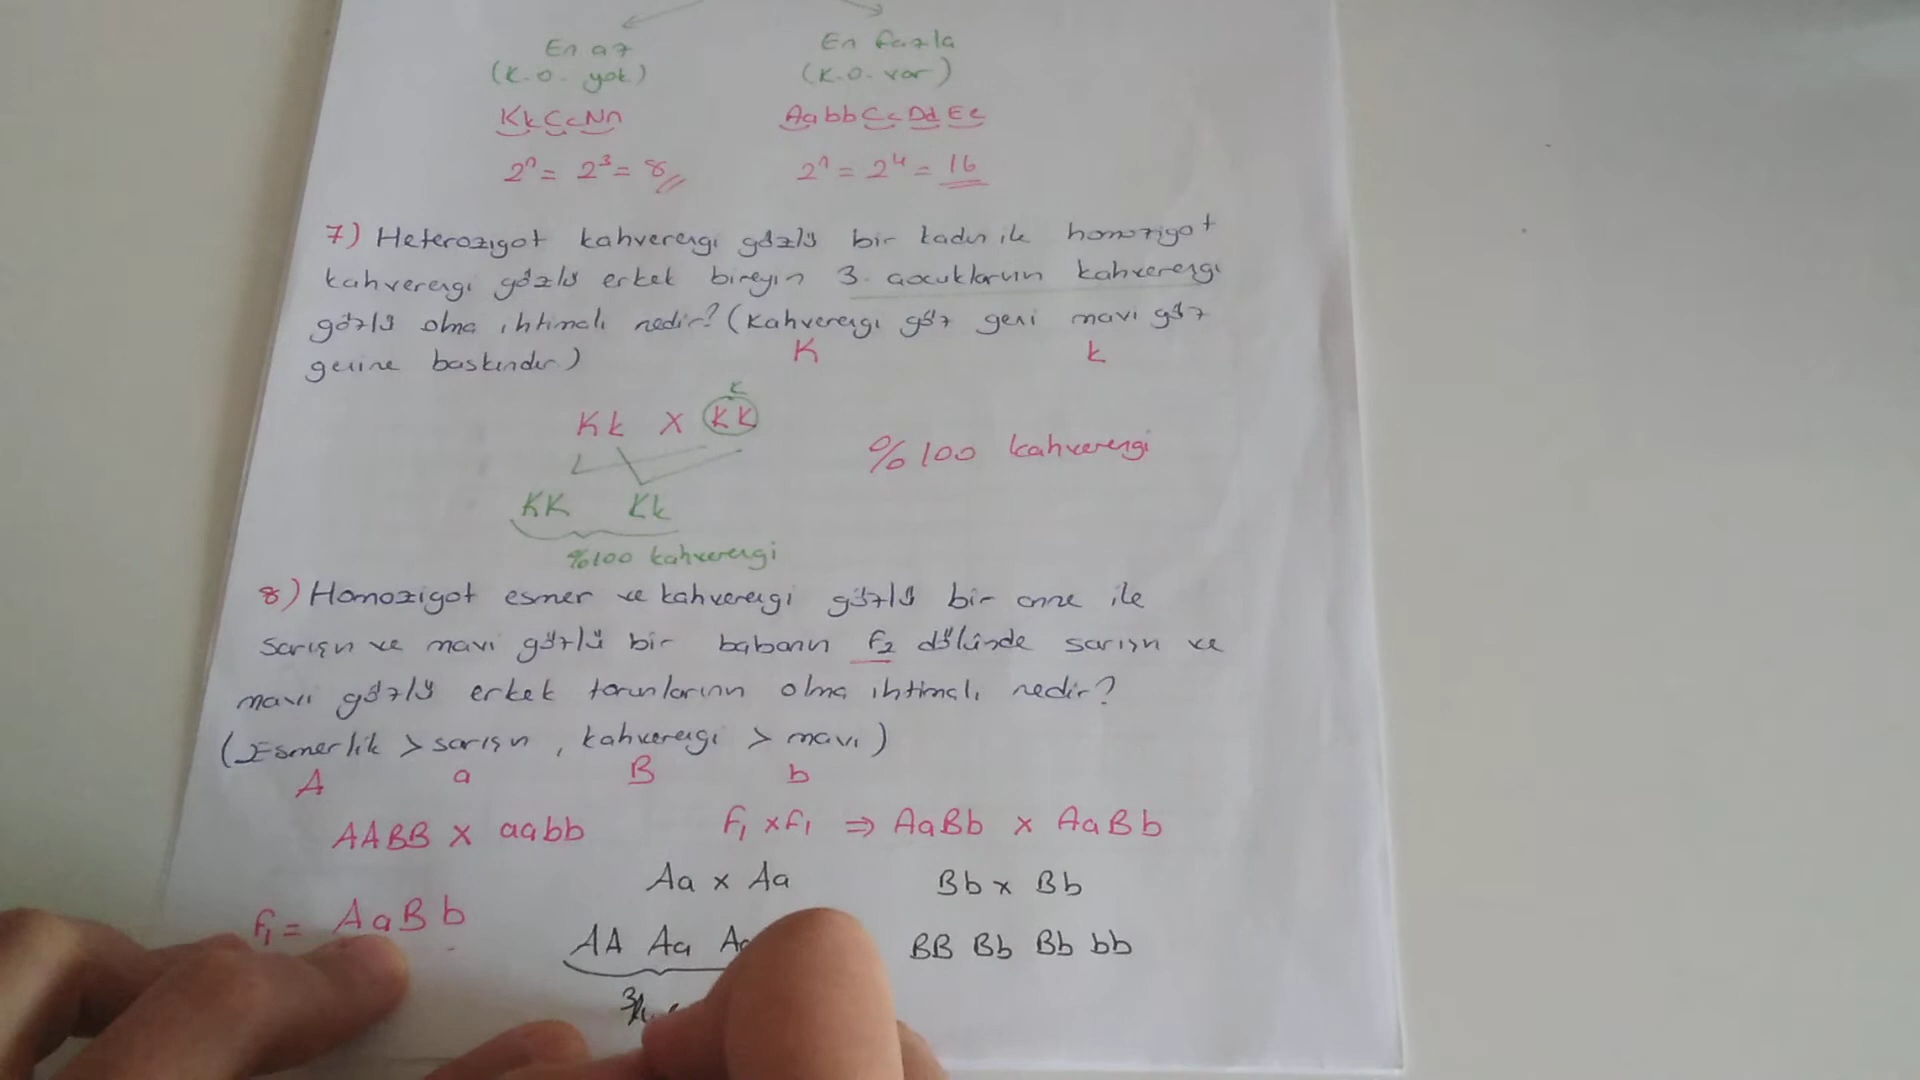 En az
En fazla
(K.O. yok)
(K.O. var)
KkCcNn
AabbCcDdEe
2ⁿ = 2³ = 8
2ⁿ = 2⁴ = 16
7) Heterozigot kahverengi gözlü bir kadın ile homozigot
kahverengi gözlü erkek bireyin 3. çocuklarının kahverengi
gözlü olma ihtimali nedir? (Kahverengi göz geni mavi göz
K
k
genine baskındır)
K
Kk X KK
%100 kahverengi
KK Kk
%100 kahverengi
8) Homozigot esmer ve kahverengi gözlü bir anne ile
sarışın ve mavi gözlü bir babanın F₂ dölünde sarışın ve
mavi gözlü erkek torunlarının olma ihtimali nedir?
(Esmerlik > sarışın, kahverengi > mavi)
A a B b
AABB X aabb
F₁ x F₁ ⇒ AaBb x AaBb
Aa x Aa
Bb x Bb
F₁ = AaBb
AA Aa
BB Bb Bb bb